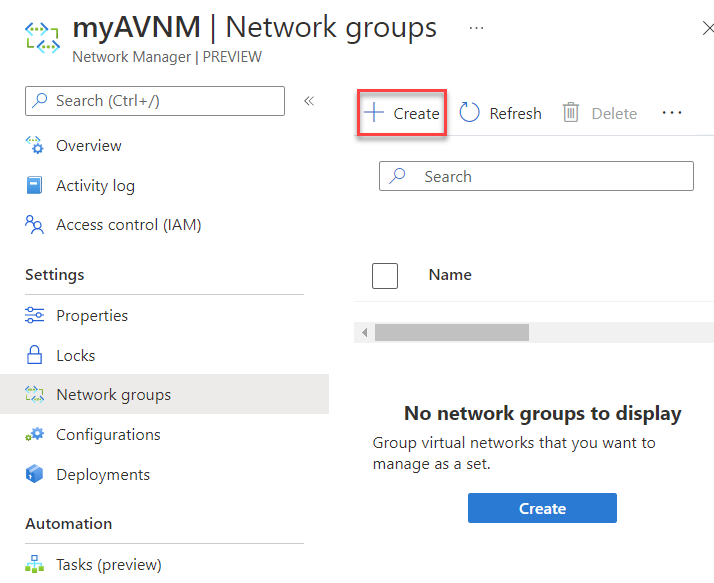 myAVNM | Network groups ...
Network Manager | PREVIEW
Search (Ctrl+/)
«
Overview
Activity log
Access control (IAM)
Settings
Properties
Locks
Network groups
Configurations
Deployments
Automation
Tasks (preview)
Create Refresh Delete ...
Search
Name
No network groups to display
Group virtual networks that you want to
manage as a set.
Create